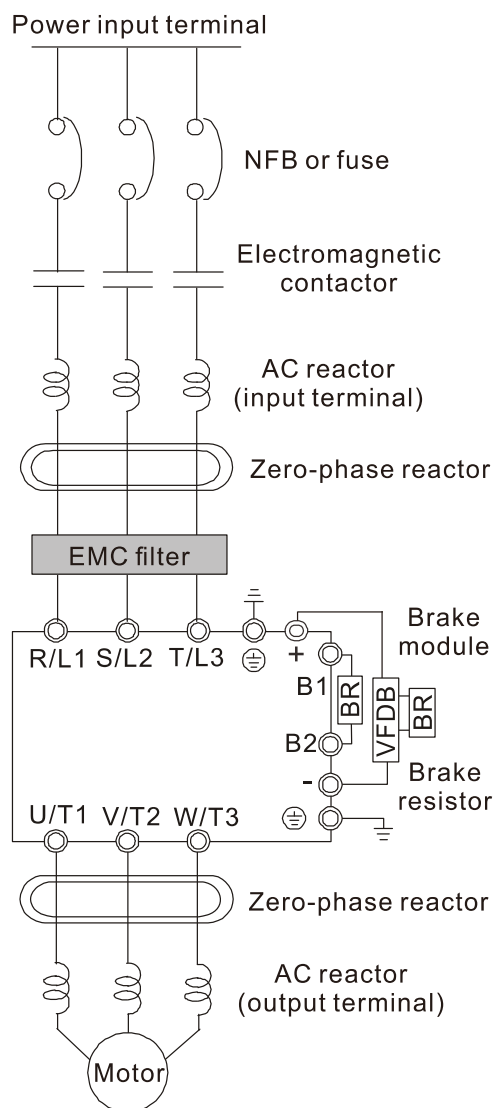 Power input terminal
NFB or fuse
Electromagnetic
contactor
AC reactor
(input terminal)
Zero-phase reactor
EMC filter
R/L1 S/L2 T/L3
+
Brake
module
B1
BR
VFDB
BR
B2
-
Brake
resistor
U/T1 V/T2 W/T3
Zero-phase reactor
AC reactor
(output terminal)
Motor